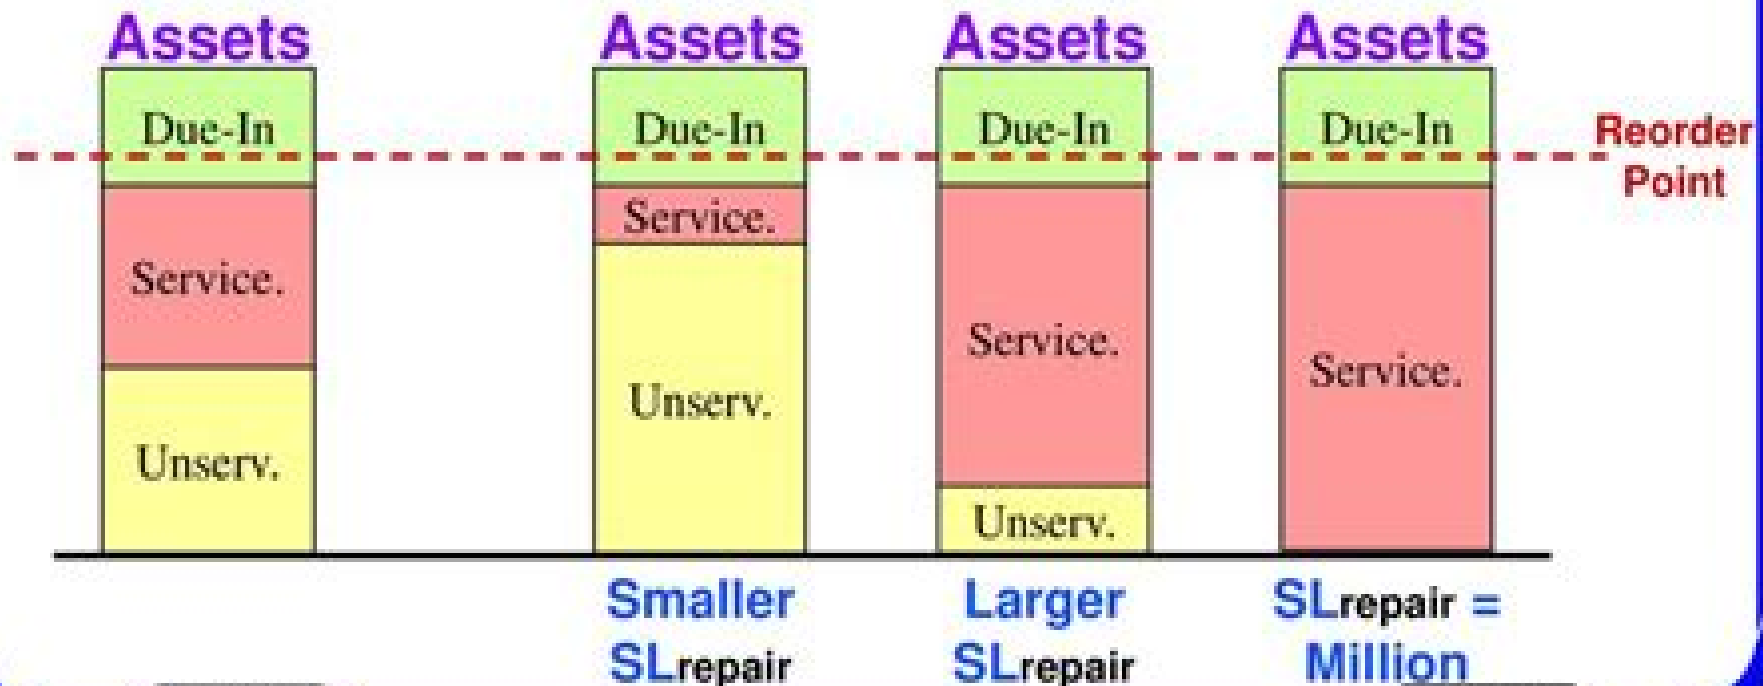 Assets
Due-In
Service.
Unserv.
Assets
Due-In
Service.
Unserv.
Smaller
SLrepair
Assets
Due-In
Service.
Unserv.
Larger
SLrepair
Assets
Due-In
Service.
SLrepair =
Million
Reorder
Point